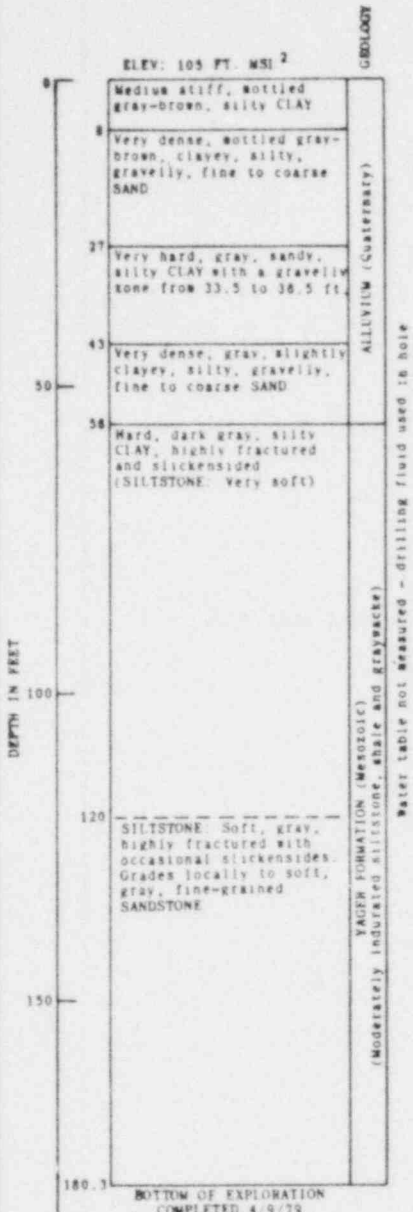 GEOLOGY
ELEV: 105 FT. MSL 2
0
Medium stiff, mottled
gray-brown, silty CLAY
8
Very dense, mottled gray-
brown, clayey, silty,
gravelly, fine to coarse
SAND
27
Very hard, gray, sandy,
silty CLAY with a gravelly
zone from 33.5 to 36.5 ft.
43
Very dense, gray, slightly
clayey, silty, gravelly,
fine to coarse SAND
50
58
Hard, dark gray, silty
CLAY, highly fractured
and slickensided
(SILTSTONE: Very soft)
100
120
SILTSTONE: Soft, gray,
highly fractured with
occasional slickensides.
Grades locally to soft,
gray, fine-grained
SANDSTONE
150
180.3
BOTTOM OF EXPLORATION
COMPLETED 4/9/79
DEPTH IN FEET
ALLUVIUM (Quaternary)
YAGER FORMATION (Mesozoic)
(Moderately indurated siltstone, shale and graywacke)
Water table not measured - drilling fluid used in hole